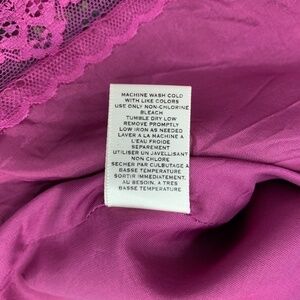 MACHINE WASH COLD
WITH LIKE COLORS
USE ONLY NON-CHLORINE
BLEACH
TUMBLE DRY LOW
REMOVE PROMPTLY
LOW IRON AS NEEDED
LAVER A LA MACHINE A
L'EAU FROIDE
SEPAREMENT
UTILISER UN JAVELLISANT
NON CHLORE
SECHER PAR CULBUTAGE A
BASSE TEMPERATURE
SORTIR IMMEDIATEMENT.
AU BESOIN, A TRES
BASSE TEMPERATURE